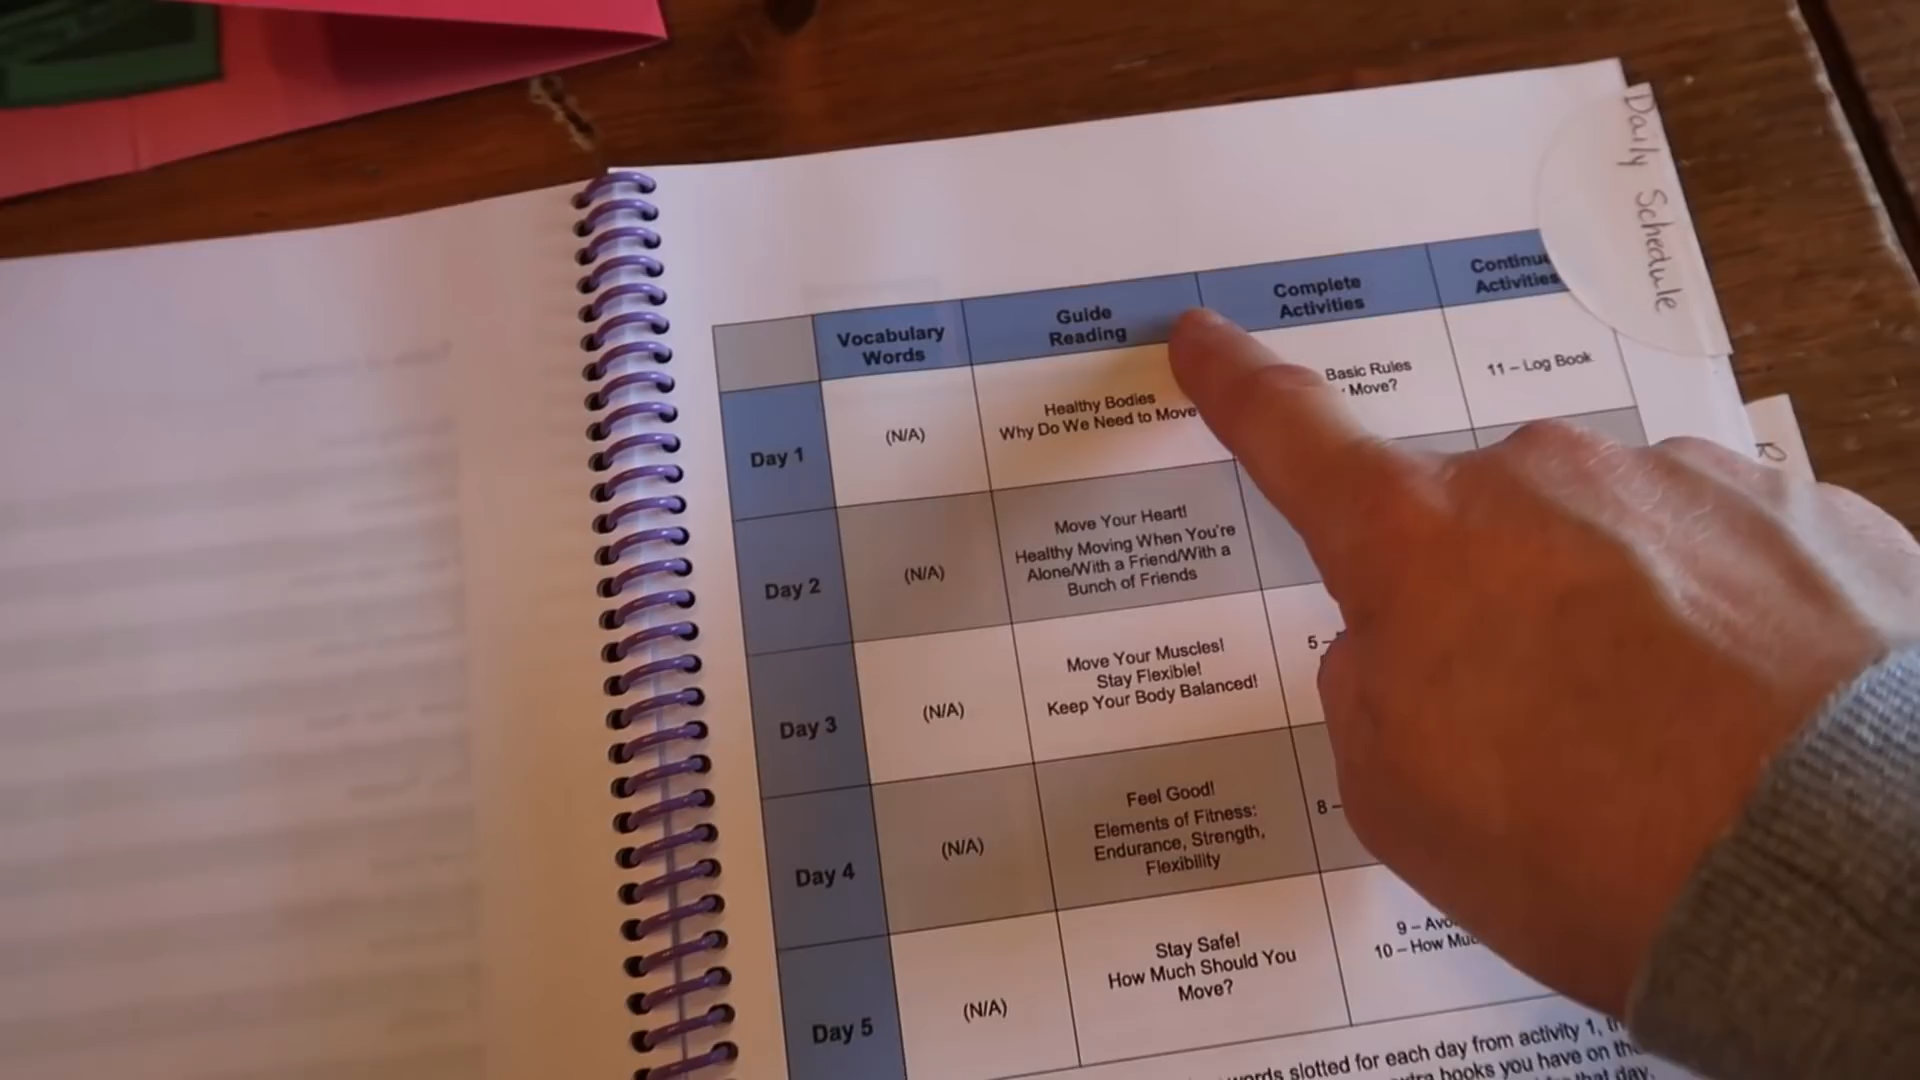 Daily Schedule
Vocabulary
Words
Guide
Reading
Complete
Activities
Continue
Activities
Day 1
(N/A)
Healthy Bodies
Why Do We Need to Move
Basic Rules
Move?
11 – Log Book
Day 2
(N/A)
Move Your Heart!
Healthy Moving When You're
Alone/With a Friend/With a
Bunch of Friends
Day 3
(N/A)
Move Your Muscles!
Stay Flexible!
Keep Your Body Balanced!
5 –
Day 4
(N/A)
Feel Good!
Elements of Fitness:
Endurance, Strength,
Flexibility
8 –
Day 5
(N/A)
Stay Safe!
How Much Should You
Move?
9 –
10 – How
slotted for each day from activity 1,
books you have on
that day.